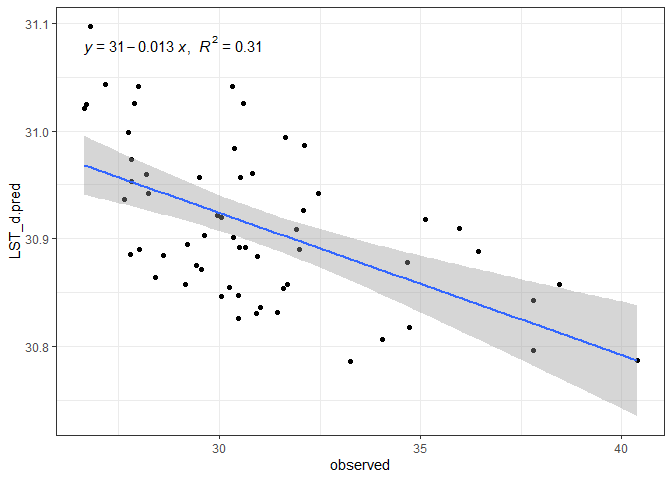 31.1
y = 31 − 0.013 x,  R² = 0.31
31.0
LST_d.pred
30.9
30.8
30
35
40
observed